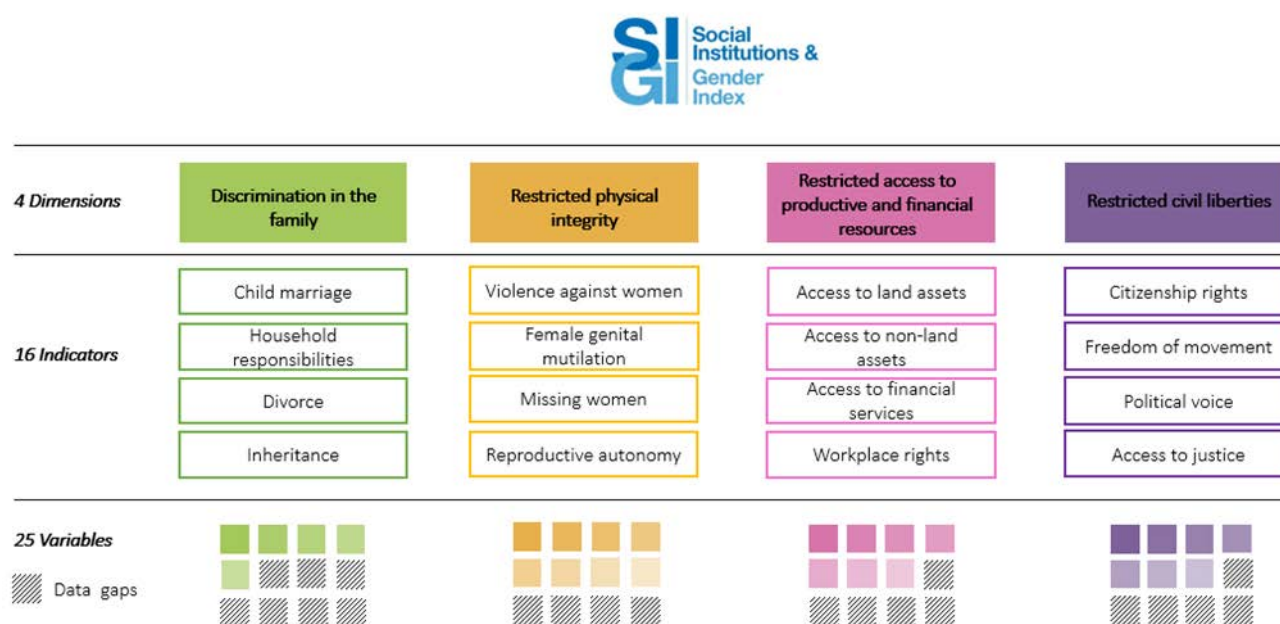 SI
GI
Social
Institutions &
Gender
Index
4 Dimensions
Discrimination in the
family
Restricted physical
integrity
Restricted access to
productive and financial
resources
Restricted civil liberties
16 Indicators
Child marriage
Household
responsibilities
Divorce
Inheritance
Violence against women
Female genital
mutilation
Missing women
Reproductive autonomy
Access to land assets
Access to non-land
assets
Access to financial
services
Workplace rights
Citizenship rights
Freedom of movement
Political voice
Access to justice
25 Variables
Data gaps